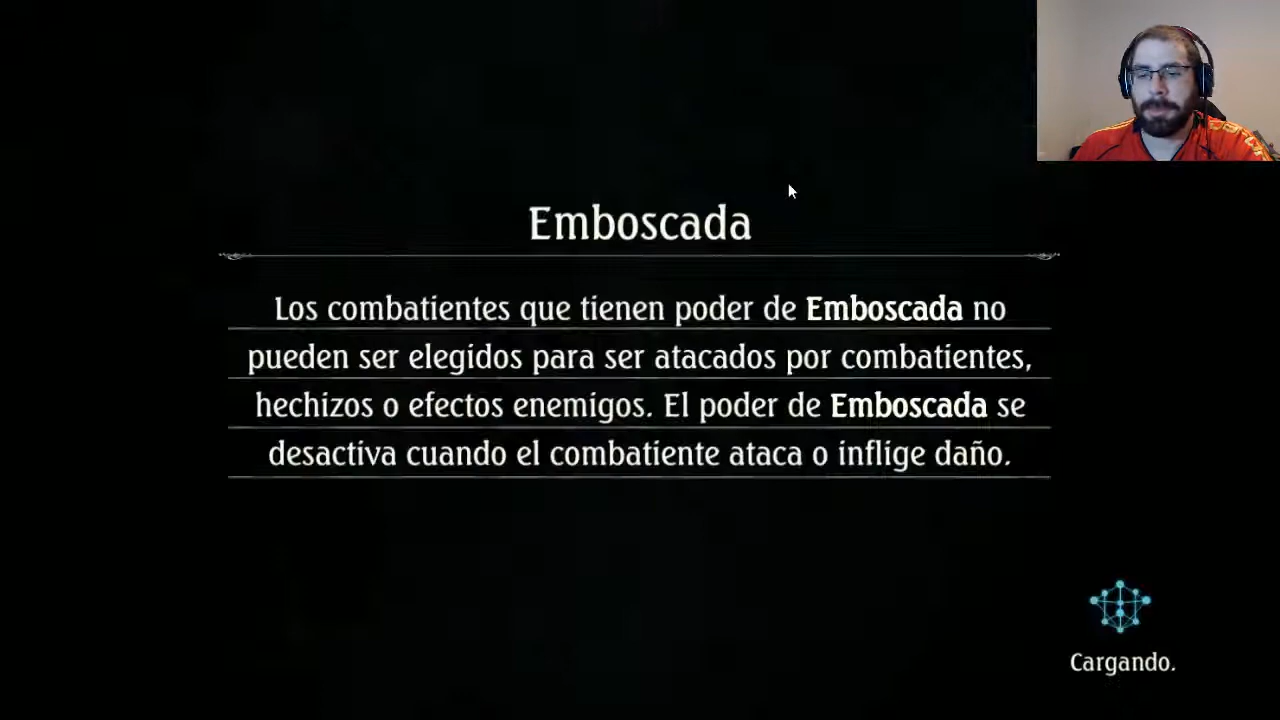 Emboscada
Los combatientes que tienen poder de Emboscada no
pueden ser elegidos para ser atacados por combatientes,
hechizos o efectos enemigos. El poder de Emboscada se
desactiva cuando el combatiente ataca o inflige daño.
Cargando.